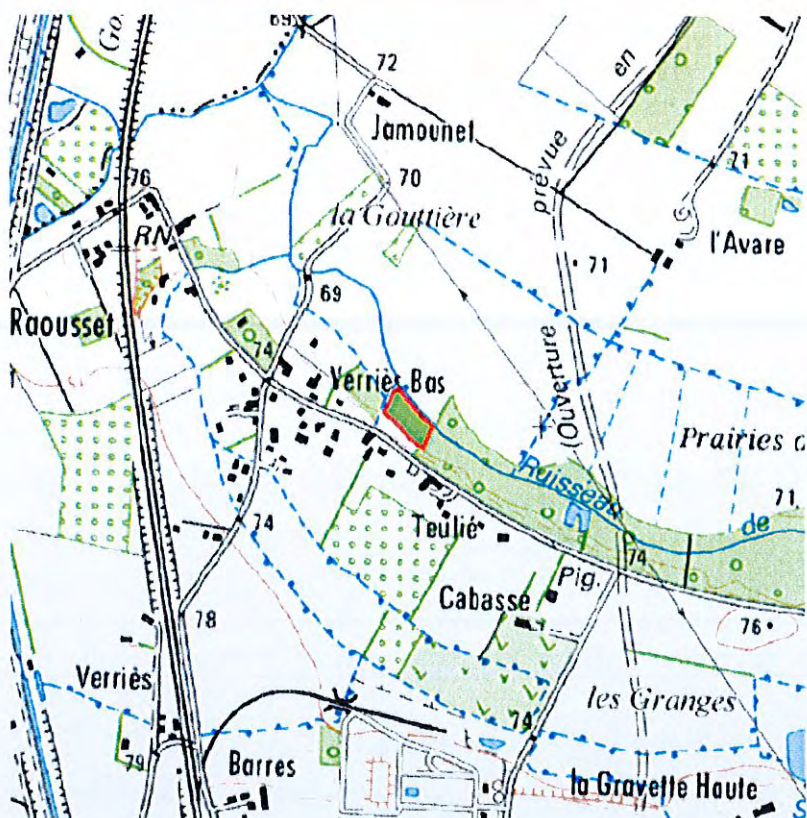 69
Go
72
Jamounet
en
prévue
71
76
70
la Gouttière
RN
l'Avare
71
69
Raousset
74
Verriès Bas
(Ouverture
Prairies d
Ruisseau
71
de
Teulié
74
74
Pig.
Cabasse
78
76
Verriès
les Granges
74
79
Barres
la Gravette Haute